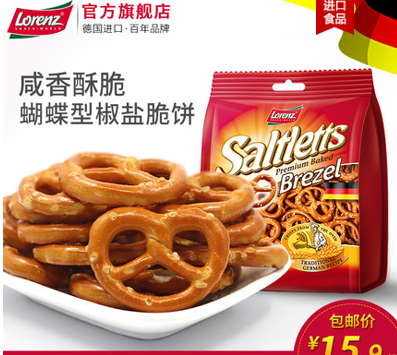 Lorenz
SNACK-WORLD
官方旗舰店
德国进口·百年品牌
进口
食品
咸香酥脆
蝴蝶型椒盐脆饼
Lorenz
Saltletts
Premium Baked
Brezel
TRADITIONAL
GERMAN RECIPE
包邮价
¥15.9